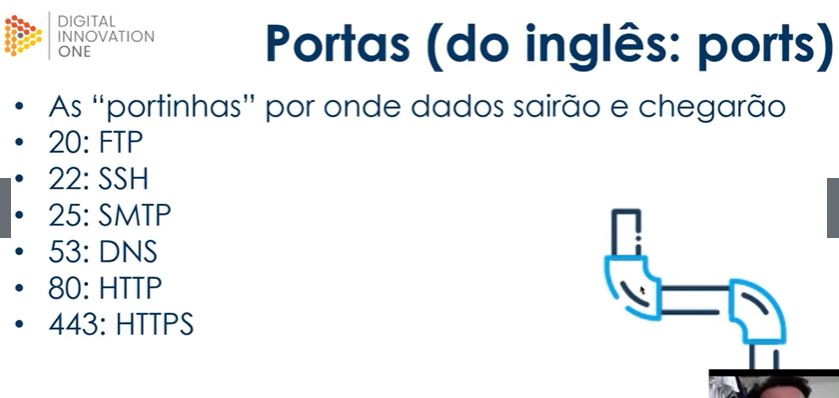 DIGITAL
INNOVATION
ONE
Portas (do inglês: ports)
• As “portinhas” por onde dados sairão e chegarão
• 20: FTP
• 22: SSH
• 25: SMTP
• 53: DNS
• 80: HTTP
• 443: HTTPS